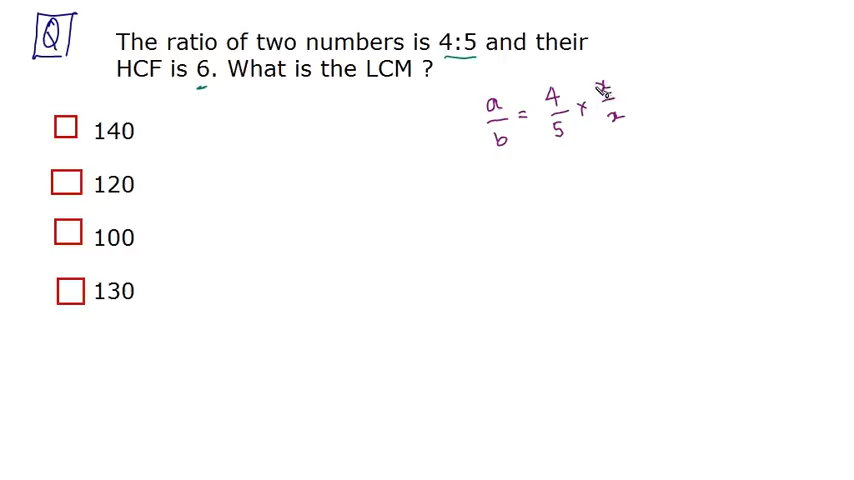 Q
The ratio of two numbers is 4:5 and their
HCF is 6. What is the LCM ?
a/b = 4/5 × x/x
140
120
100
130